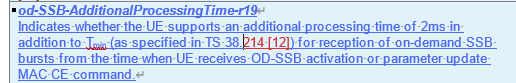 od-SSB-AdditionalProcessingTime-r19
Indicates whether the UE supports an additional processing time of 2ms in
addition to Tmin (as specified in TS 38.214 [12]) for reception of on-demand SSB
bursts from the time when UE receives OD-SSB activation or parameter update
MAC CE command.